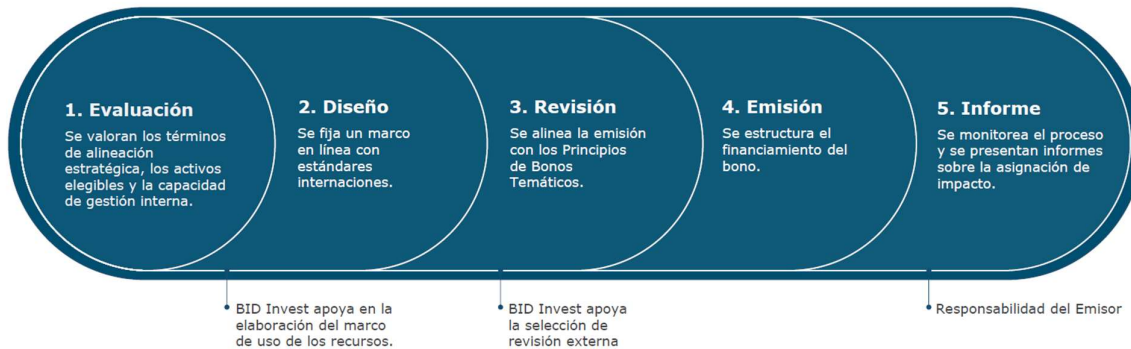 1. Evaluación
Se valoran los términos
de alineación
estratégica, los activos
elegibles y la capacidad
de gestión interna.
2. Diseño
Se fija un marco
en línea con
estándares
internaciones.
3. Revisión
Se alinea la emisión
con los Principios
de Bonos
Temáticos.
4. Emisión
Se estructura el
financiamiento del
bono.
5. Informe
Se monitorea el proceso
y se presentan informes
sobre la asignación de
impacto.
BID Invest apoya en la
elaboración del marco
de uso de los recursos.
BID Invest apoya
la selección de
revisión externa
Responsabilidad del Emisor